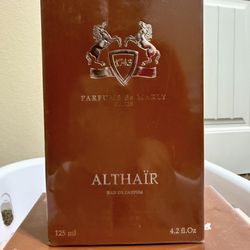 1743
PARFUMS de MARLY
PARIS
ALTHAÏR
EAU DE PARFUM
125 ml 4.2 fl.Oz